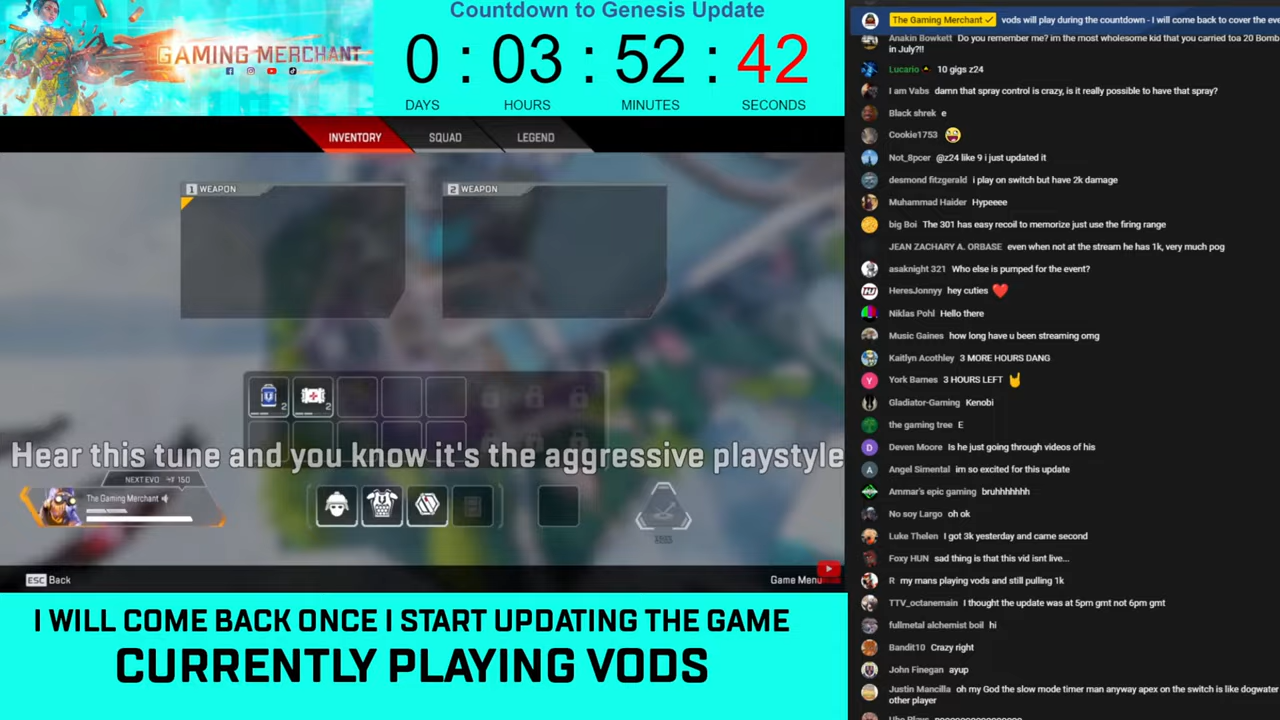 GAMING MERCHANT
Countdown to Genesis Update
0 : 03 : 52 : 42
DAYS HOURS MINUTES SECONDS
INVENTORY SQUAD LEGEND
1 WEAPON
2 WEAPON
2 2
Hear this tune and you know it's the aggressive playstyle
NEXT EVO 150
The Gaming Merchant
ESC Back
Game Menu
I WILL COME BACK ONCE I START UPDATING THE GAME
CURRENTLY PLAYING VODS
The Gaming Merchant vods will play during the countdown - I will come back to cover the eve
Anakin Bowkett Do you remember me? im the most wholesome kid that you carried toa 20 Bomb
in July?!!
Lucario 10 gigs z24
I am Vabs damn that spray control is crazy, is it really possible to have that spray?
Black shrek e
Cookie1753
Not_8pcer @z24 like 9 i just updated it
desmond fitzgerald i play on switch but have 2k damage
Muhammad Haider Hypeeee
big Boi The 301 has easy recoil to memorize just use the firing range
JEAN ZACHARY A. ORBASE even when not at the stream he has 1k, very much pog
asaknight 321 Who else is pumped for the event?
HeresJonnyy hey cuties
Niklas Pohl Hello there
Music Gaines how long have u been streaming omg
Kaitlyn Acothley 3 MORE HOURS DANG
York Barnes 3 HOURS LEFT
Gladiator-Gaming Kenobi
the gaming tree E
Deven Moore Is he just going through videos of his
Angel Simental im so excited for this update
Ammar's epic gaming bruhhhhhh
No soy Largo oh ok
Luke Thelen I got 3k yesterday and came second
Foxy HUN sad thing is that this vid isnt live...
R my mans playing vods and still pulling 1k
TTV_octanemain I thought the update was at 5pm gmt not 6pm gmt
fullmetal alchemist boil hi
Bandit10 Crazy right
John Finegan ayup
Justin Mancilla oh my God the slow mode timer man anyway apex on the switch is like dogwater
other player